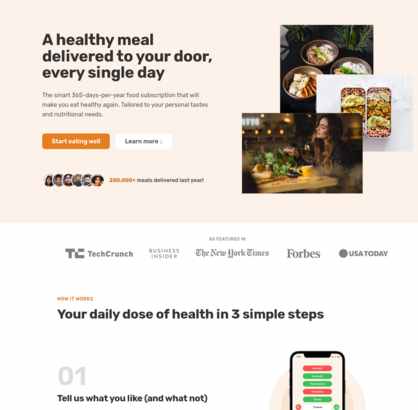 A healthy meal
delivered to your door,
every single day
The smart 365-days-per-year food subscription that will
make you eat healthy again. Tailored to your personal tastes
and nutritional needs.
Start eating well
Learn more ↓
250,000+ meals delivered last year!
AS FEATURED IN
TechCrunch
BUSINESS
INSIDER
The New York Times
Forbes
USA TODAY
HOW IT WORKS
Your daily dose of health in 3 simple steps
01
Tell us what you like (and what not)